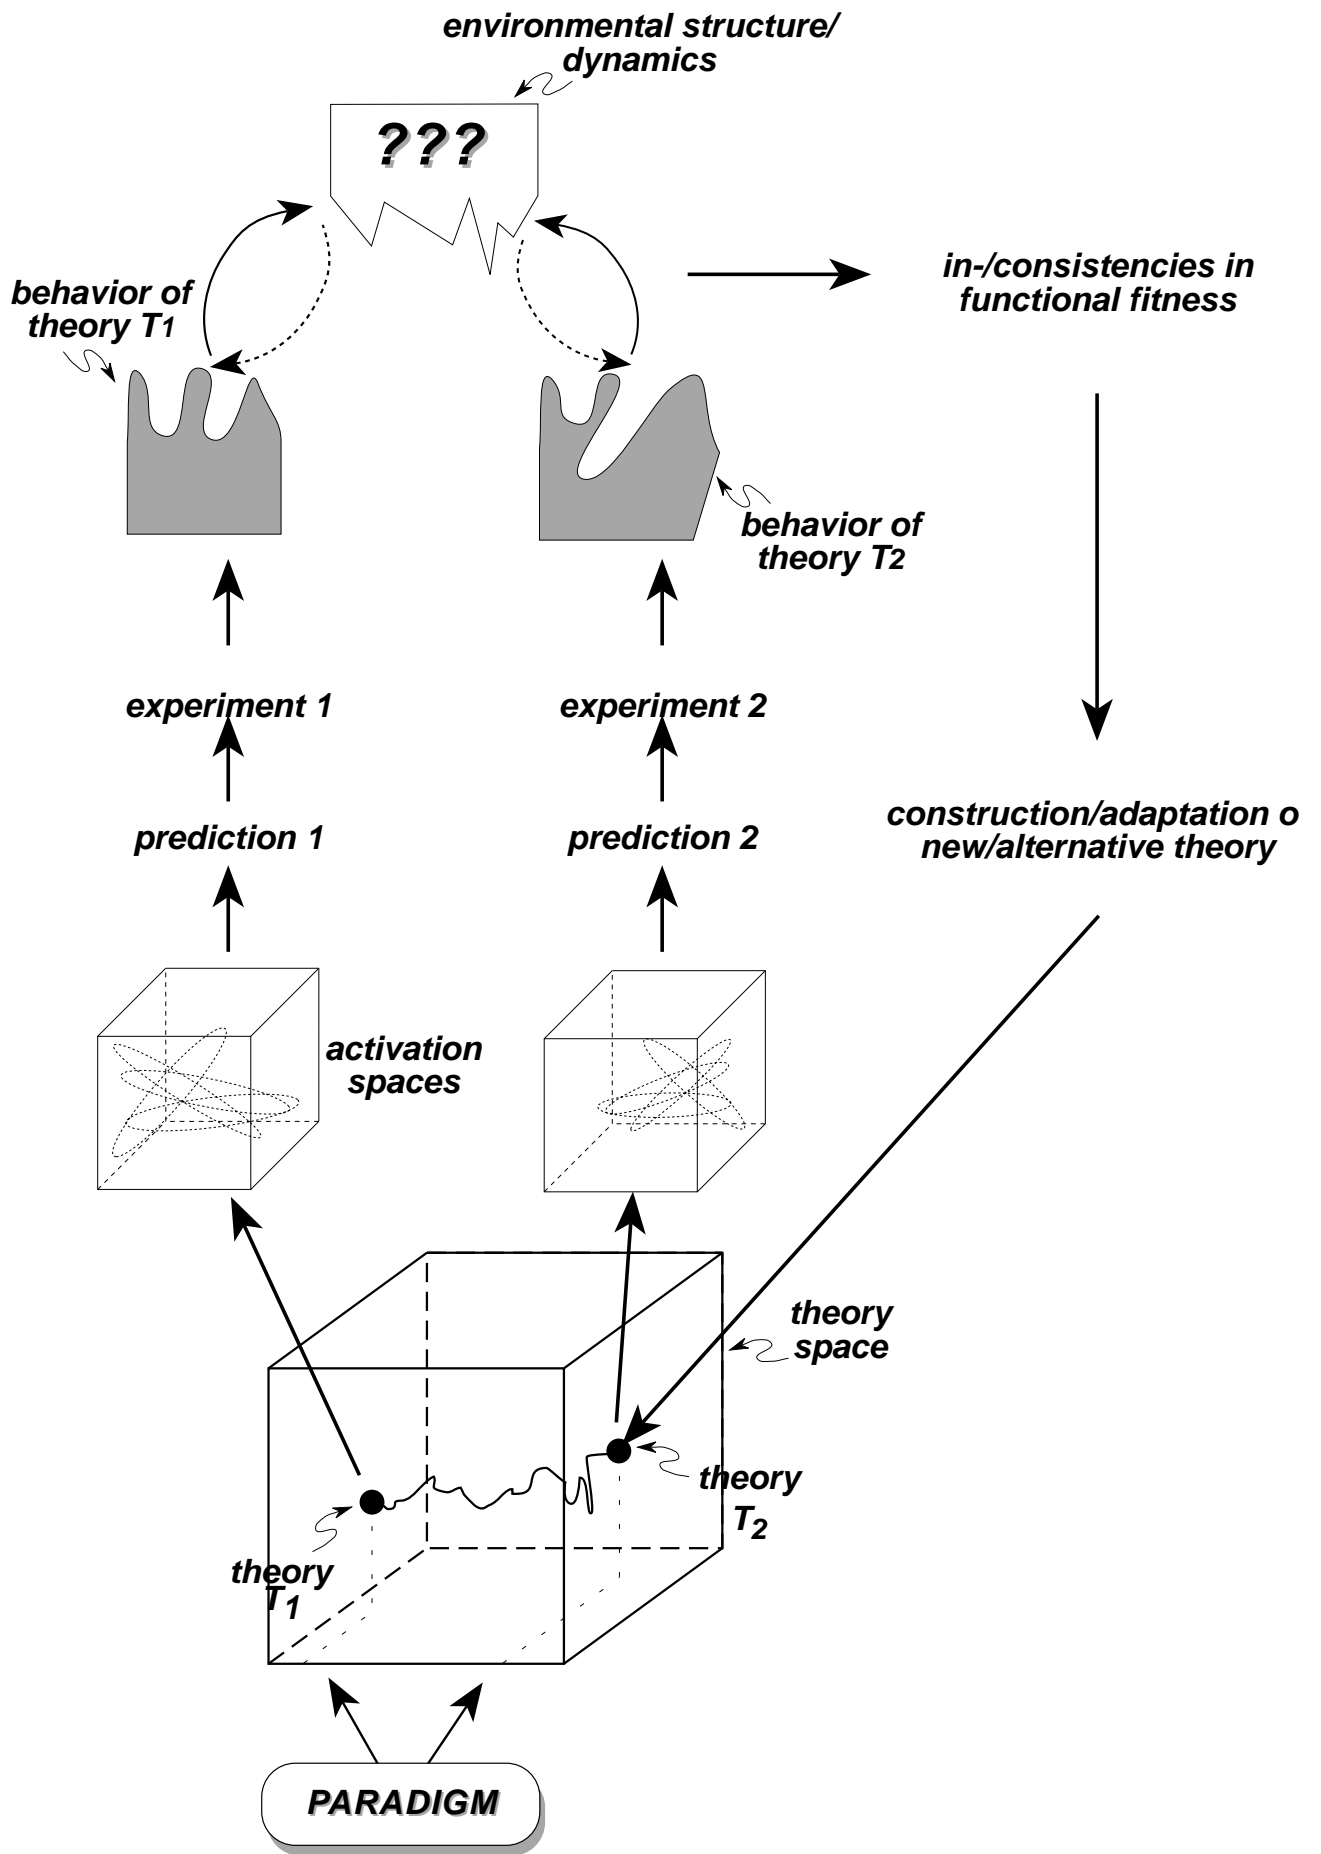 environmental structure/
dynamics
???
in-/consistencies in
functional fitness
behavior of
theory T1
behavior of
theory T2
experiment 1
experiment 2
construction/adaptation o
new/alternative theory
prediction 1
prediction 2
activation
spaces
theory
space
theory
T2
theory
T1
PARADIGM